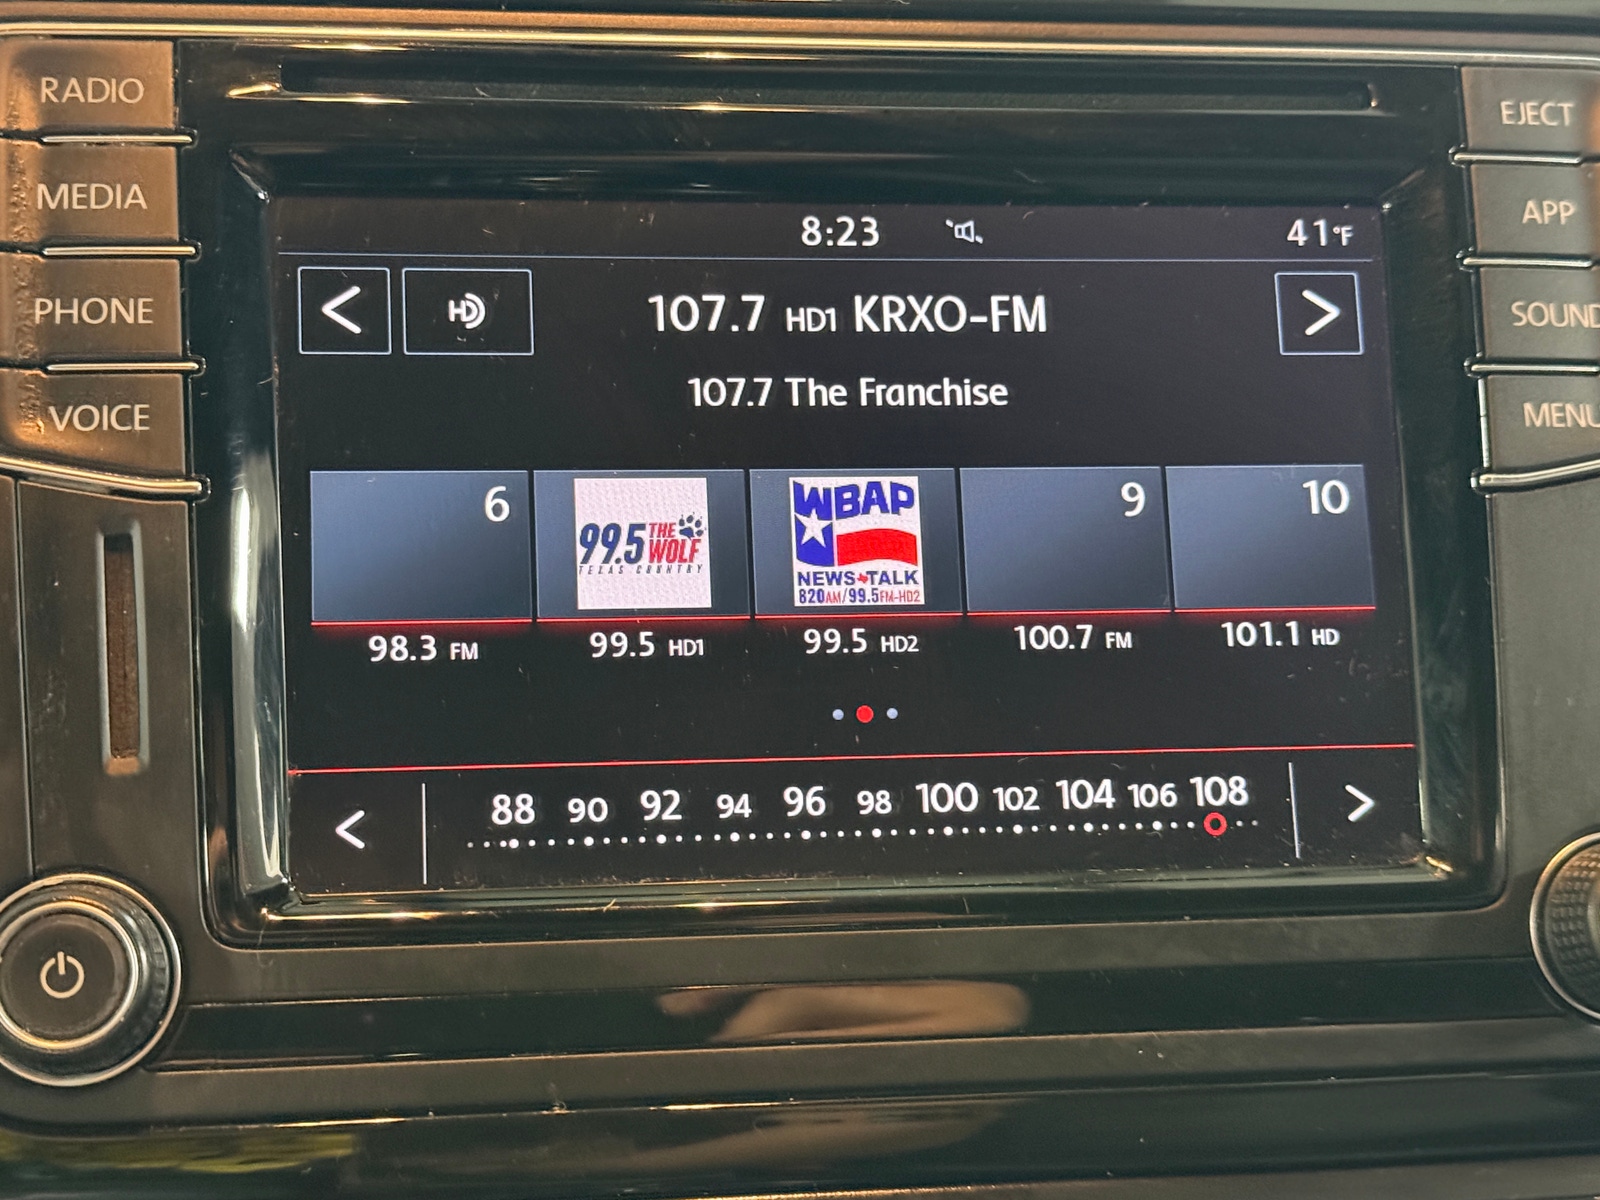 RADIO
MEDIA
PHONE
VOICE
EJECT
APP
SOUND
MENU
8:23
41°F
<
HD
107.7 HD1 KRXO-FM
>
107.7 The Franchise
6
99.5 THE WOLF
TEXAS COUNTRY
WBAP
NEWS TALK
820AM/99.5FM-HD2
9
10
98.3 FM
99.5 HD1
99.5 HD2
100.7 FM
101.1 HD
<
88 90 92 94 96 98 100 102 104 106 108
>